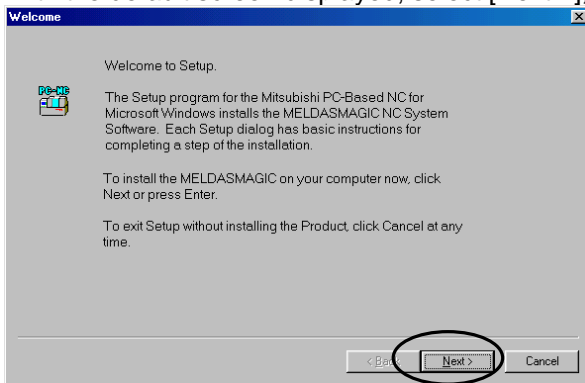 Welcome
Welcome to Setup.
PC-NC
The Setup program for the Mitsubishi PC-Based NC for
Microsoft Windows installs the MELDASMAGIC NC System
Software. Each Setup dialog has basic instructions for
completing a step of the installation.
To install the MELDASMAGIC on your computer now, click
Next or press Enter.
To exit Setup without installing the Product, click Cancel at any
time.
< Back Next > Cancel